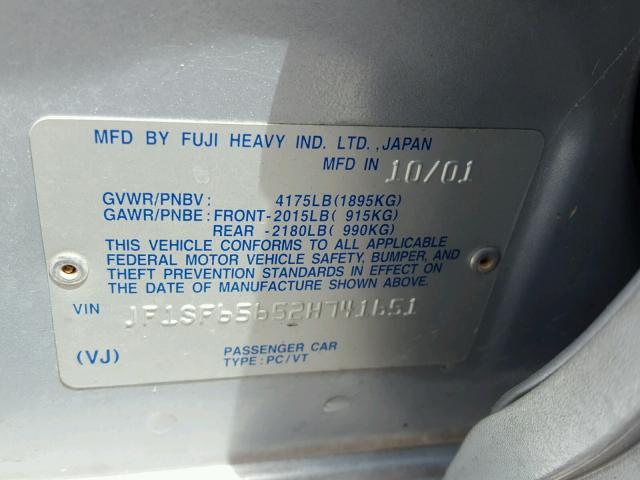 MFD BY FUJI HEAVY IND. LTD., JAPAN
MFD IN 10/01
GVWR/PNBV: 4175LB(1895KG)
GAWR/PNBE: FRONT-2015LB( 915KG)
REAR -2180LB( 990KG)
THIS VEHICLE CONFORMS TO ALL APPLICABLE
FEDERAL MOTOR VEHICLE SAFETY, BUMPER, AND
THEFT PREVENTION STANDARDS IN EFFECT ON
THE DATE OF MANUFACTURE SHOWN ABOVE.
VIN JF1SF65652H741651
(VJ) PASSENGER CAR
TYPE: PC/VT